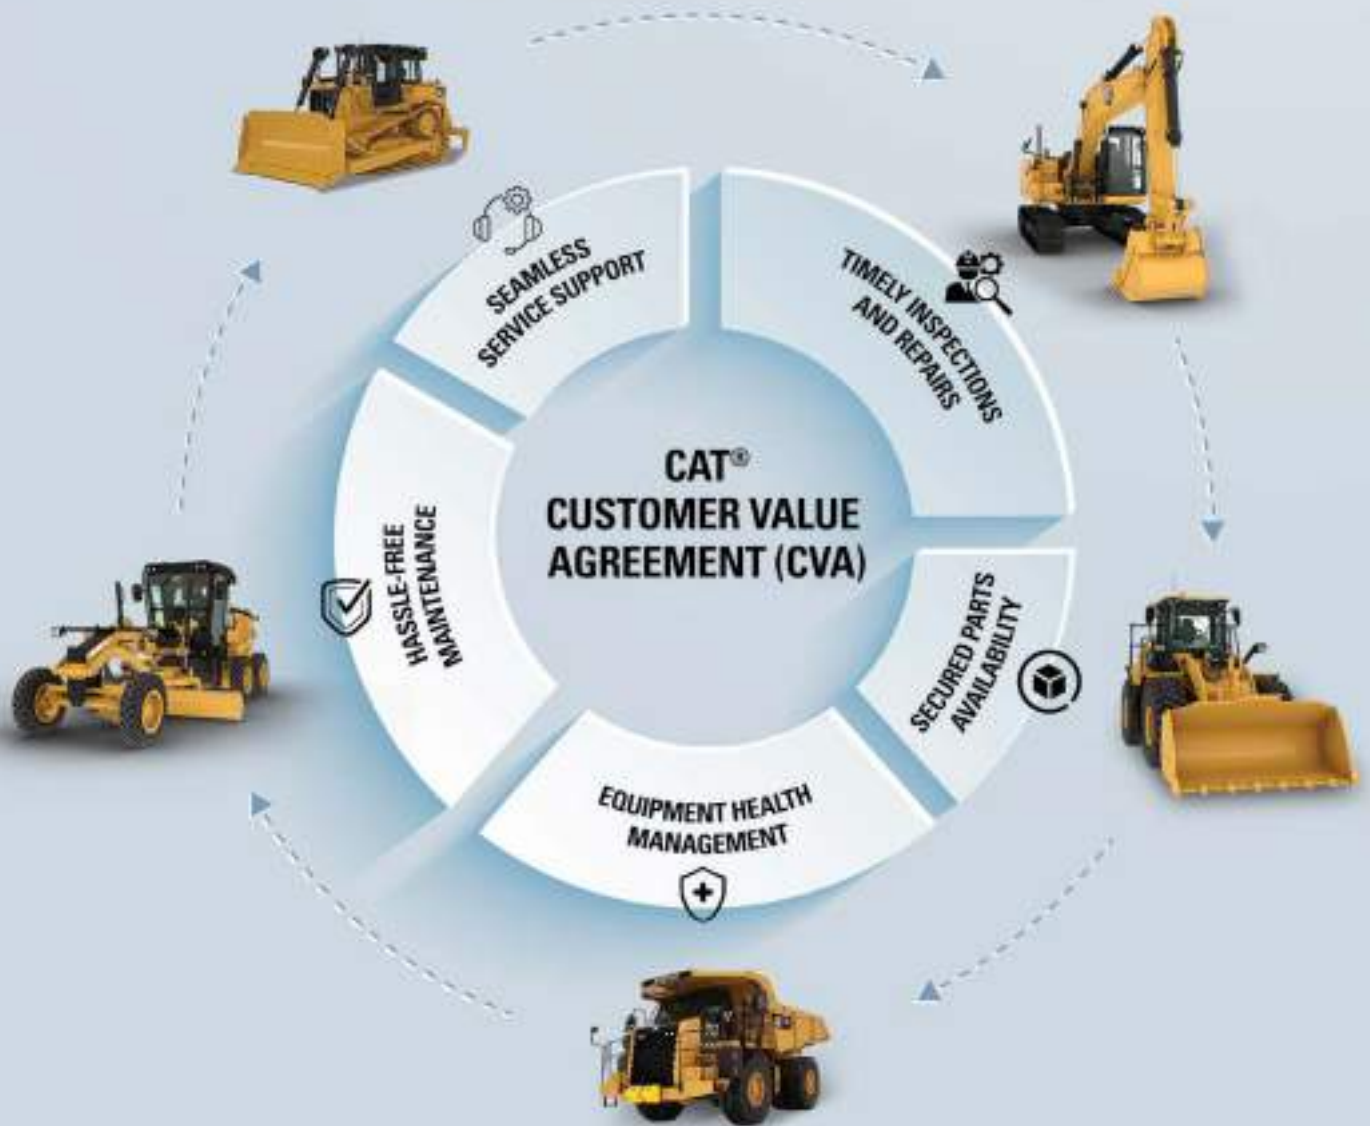 SEAMLESS
SERVICE SUPPORT
TIMELY INSPECTIONS
AND REPAIRS
CAT®
CUSTOMER VALUE
AGREEMENT (CVA)
HASSLE-FREE
MAINTENANCE
SECURED PARTS
AVAILABILITY
EQUIPMENT HEALTH
MANAGEMENT